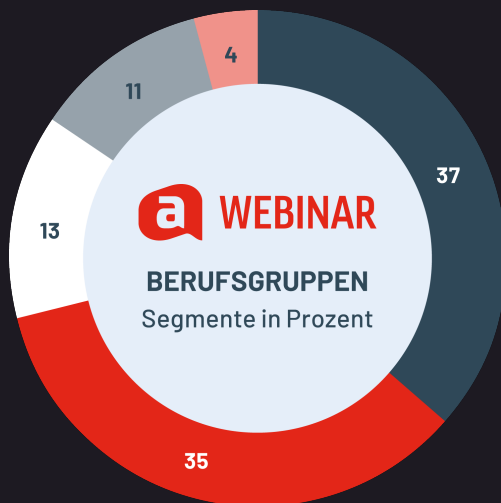 4
11
37
13
a WEBINAR
BERUFSGRUPPEN
Segmente in Prozent
35